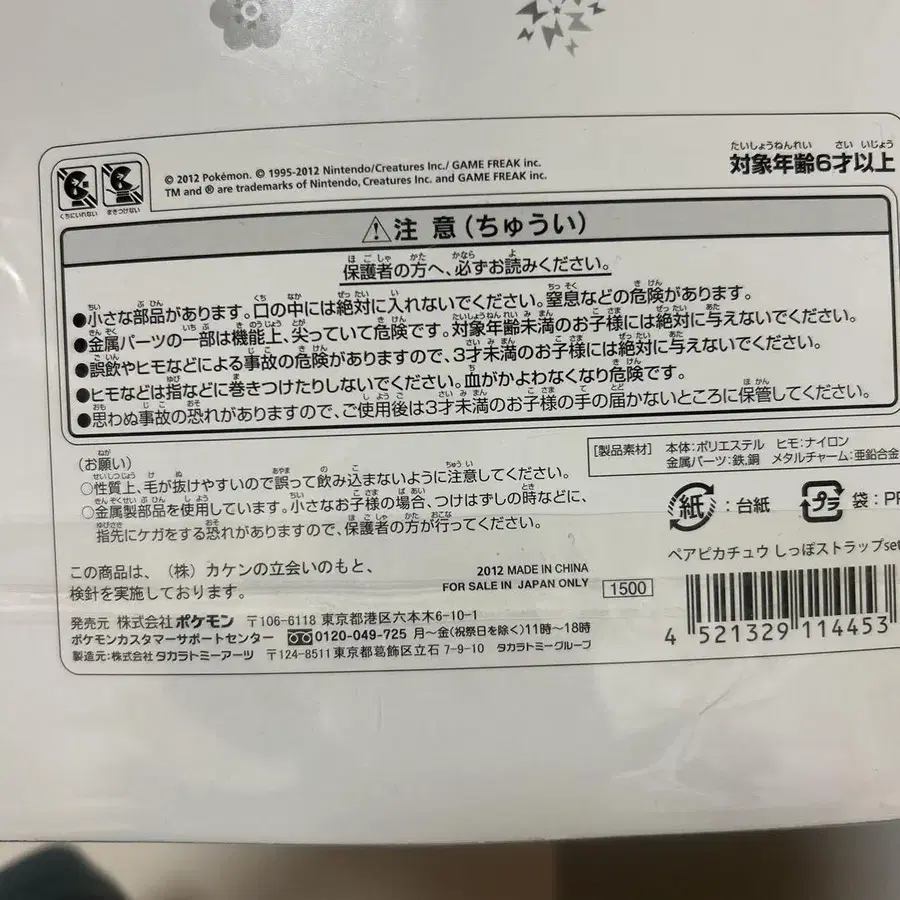 くちにいれない
まきつけない
© 2012 Pokémon. © 1995-2012 Nintendo/Creatures Inc./ GAME FREAK inc.
TM and ® are trademarks of Nintendo, Creatures Inc. and GAME FREAK inc.
たいしょうねんれい さい いじょう
対象年齢6才以上
⚠注 意(ちゅうい)
保護者の方へ、必ずお読みください。
●小さな部品があります。口の中には絶対に入れないでください。窒息などの危険があります。
●金属パーツの一部は機能上、尖っていて危険です。対象年齢未満のお子様には絶対に与えないでください。
●誤飲やヒモなどによる事故の危険がありますので、3才未満のお子様には絶対に与えないでください。
●ヒモなどは指などに巻きつけたりしないでください。血がかよわなくなり危険です。
●思わぬ事故の恐れがありますので、ご使用後は3才未満のお子様の手の届かないところに保管してください。
(お願い)
○性質上、毛が抜けやすいので誤って飲み込まないように注意してください。
○金属製部品を使用しています。小さなお子様の場合、つけはずしの時などに、
指先にケガをする恐れがありますので、保護者の方が行ってください。
[製品素材] 本体:ポリエステル ヒモ:ナイロン
金属パーツ:鉄,銅 メタルチャーム:亜鉛合金
紙:台紙
プラ 袋:PP
この商品は、(株)カケンの立会いのもと、
検針を実施しております。
2012 MADE IN CHINA
FOR SALE IN JAPAN ONLY
1500
ペアピカチュウ しっぽストラップset
4 521329 114453
発売元 株式会社ポケモン 〒106-6118 東京都港区六本木6-10-1
ポケモンカスタマーサポートセンター 0120-049-725 月〜金(祝祭日を除く)11時〜18時
製造元:株式会社タカラトミーアーツ 〒124-8511 東京都葛飾区立石 7-9-10 タカラトミーグループ